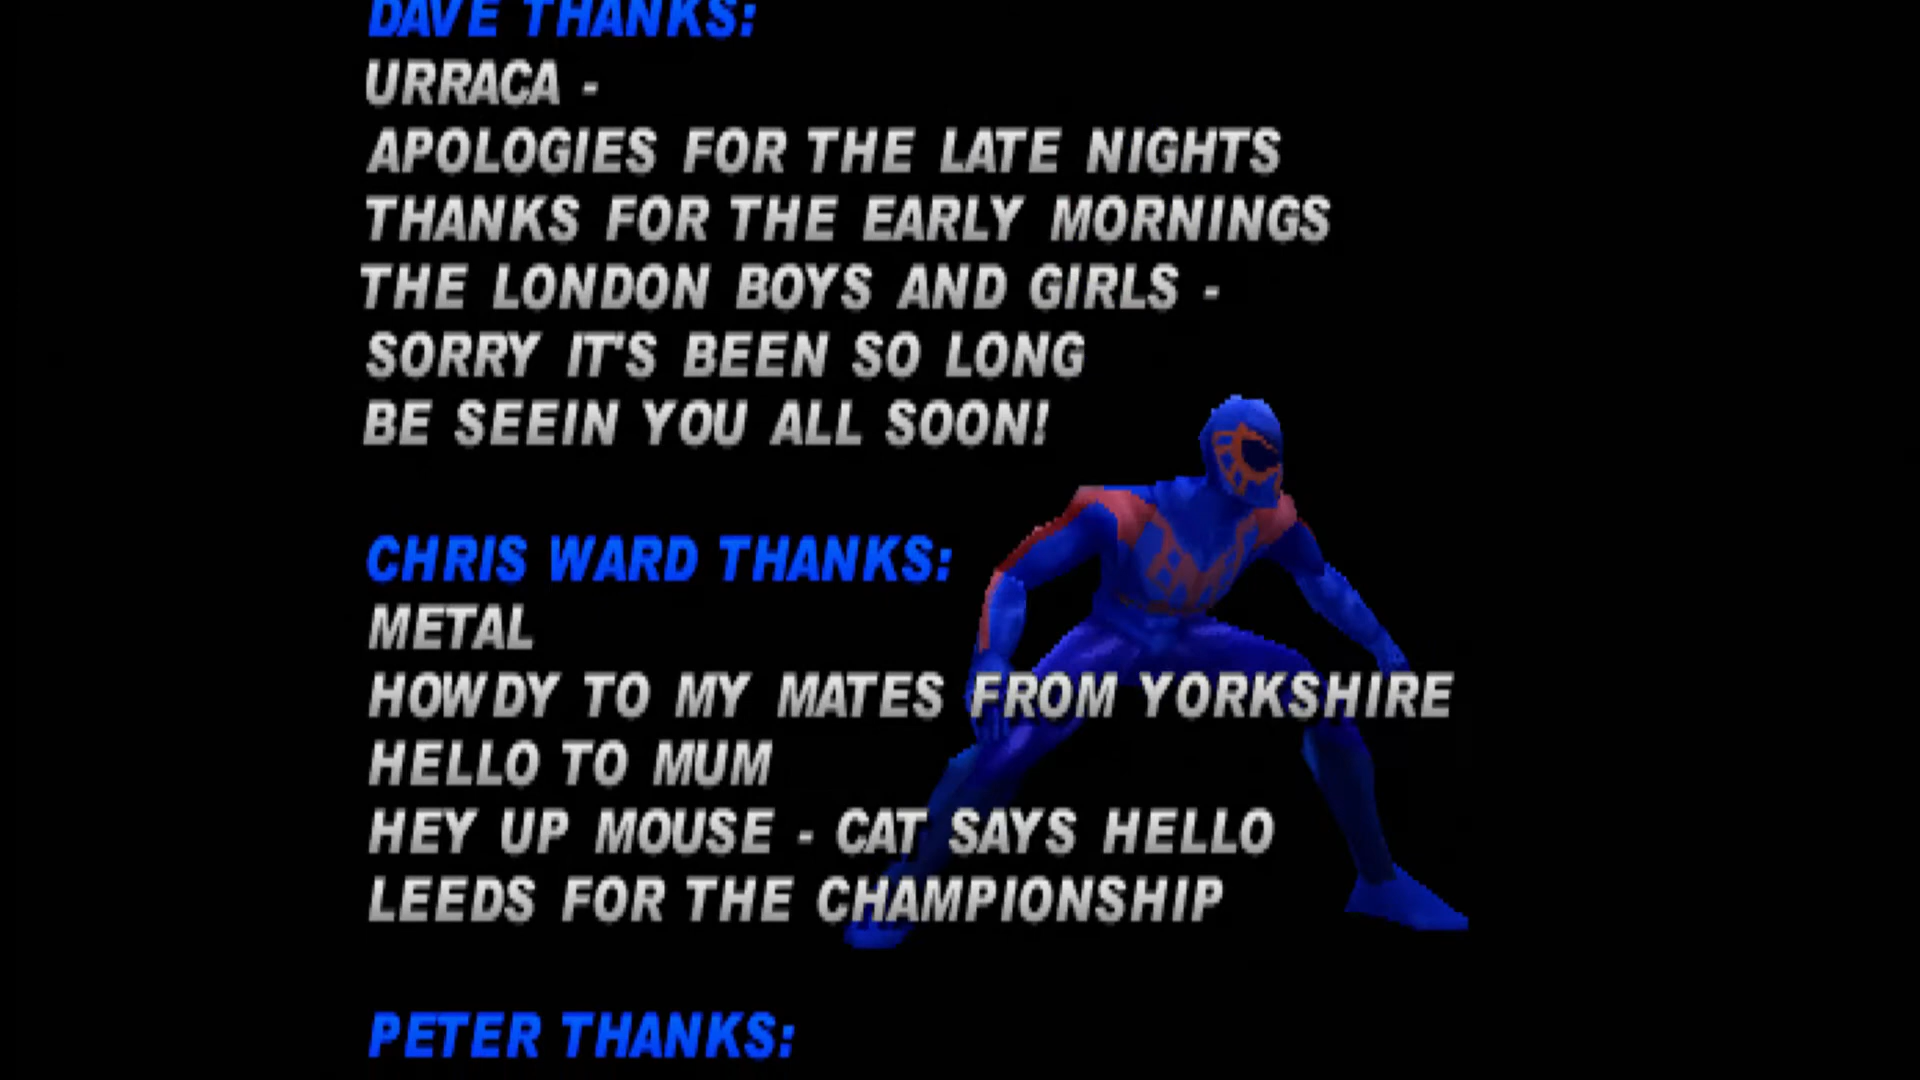 DAVE THANKS:
URRACA -
APOLOGIES FOR THE LATE NIGHTS
THANKS FOR THE EARLY MORNINGS
THE LONDON BOYS AND GIRLS -
SORRY IT'S BEEN SO LONG
BE SEEIN YOU ALL SOON!
CHRIS WARD THANKS:
METAL
HOWDY TO MY MATES FROM YORKSHIRE
HELLO TO MUM
HEY UP MOUSE - CAT SAYS HELLO
LEEDS FOR THE CHAMPIONSHIP
PETER THANKS: